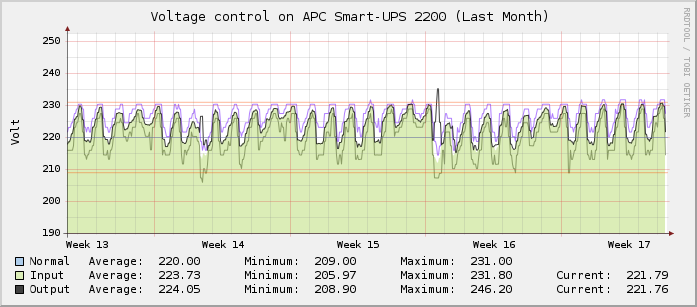 Voltage control on APC Smart-UPS 2200 (Last Month)
RRDTOOL / TOBI OETIKER
Volt
250
240
230
220
210
200
190
Week 13 Week 14 Week 15 Week 16 Week 17
Normal Average: 220.00 Minimum: 209.00 Maximum: 231.00
Input Average: 223.73 Minimum: 205.97 Maximum: 231.80 Current: 221.79
Output Average: 224.05 Minimum: 208.90 Maximum: 246.20 Current: 221.76